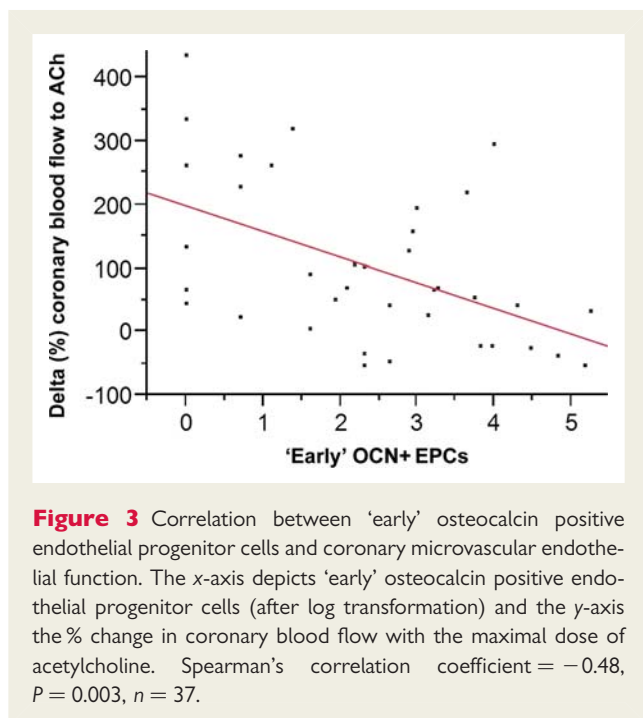 Delta (%) coronary blood flow to ACh
400
300
200
100
0
-100
0 1 2 3 4 5
'Early' OCN+ EPCs
Figure 3 Correlation between 'early' osteocalcin positive
endothelial progenitor cells and coronary microvascular endothe-
lial function. The x-axis depicts 'early' osteocalcin positive endo-
thelial progenitor cells (after log transformation) and the y-axis
the % change in coronary blood flow with the maximal dose of
acetylcholine. Spearman's correlation coefficient = −0.48,
P = 0.003, n = 37.